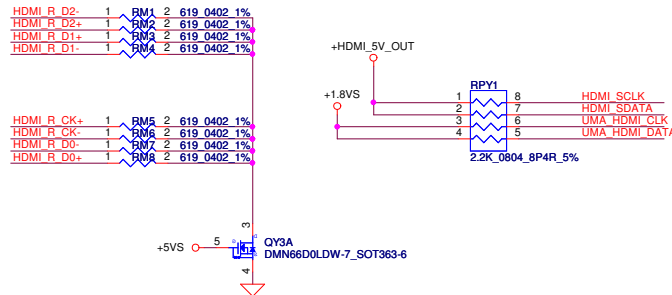 HDMI_R_D2- 1 RM1 2 619_0402_1%
HDMI_R_D2+ 1 RM2 2 619_0402_1%
HDMI_R_D1+ 1 RM3 2 619_0402_1%
HDMI_R_D1- 1 RM4 2 619_0402_1%
+HDMI_5V_OUT
+1.8VS
RPY1
1 8 HDMI_SCLK
2 7 HDMI_SDATA
3 6 UMA_HDMI_CLK
4 5 UMA_HDMI_DATA
2.2K_0804_8P4R_5%
HDMI_R_CK+ 1 RM5 2 619_0402_1%
HDMI_R_CK- 1 RM6 2 619_0402_1%
HDMI_R_D0- 1 RM7 2 619_0402_1%
HDMI_R_D0+ 1 RM8 2 619_0402_1%
3
+5VS 5 QY3A
DMN66D0LDW-7_SOT363-6
4